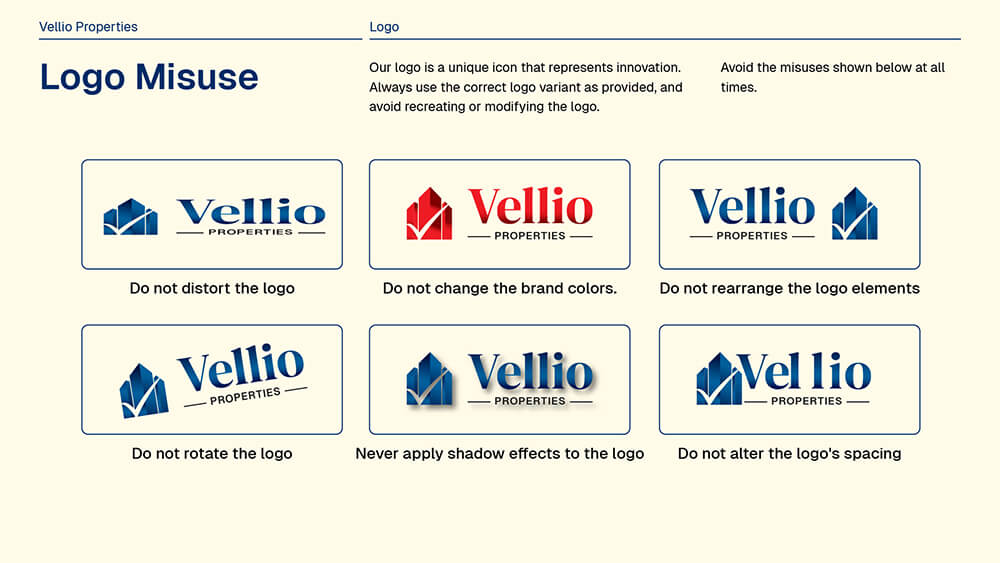 Vellio Properties
Logo
Logo Misuse
Our logo is a unique icon that represents innovation.
Always use the correct logo variant as provided, and
avoid recreating or modifying the logo.
Avoid the misuses shown below at all
times.
Vellio
PROPERTIES
Do not distort the logo
Vellio
PROPERTIES
Do not change the brand colors.
Vellio
PROPERTIES
Do not rearrange the logo elements
Vellio
PROPERTIES
Do not rotate the logo
Vellio
PROPERTIES
Never apply shadow effects to the logo
Vellio
PROPERTIES
Do not alter the logo's spacing